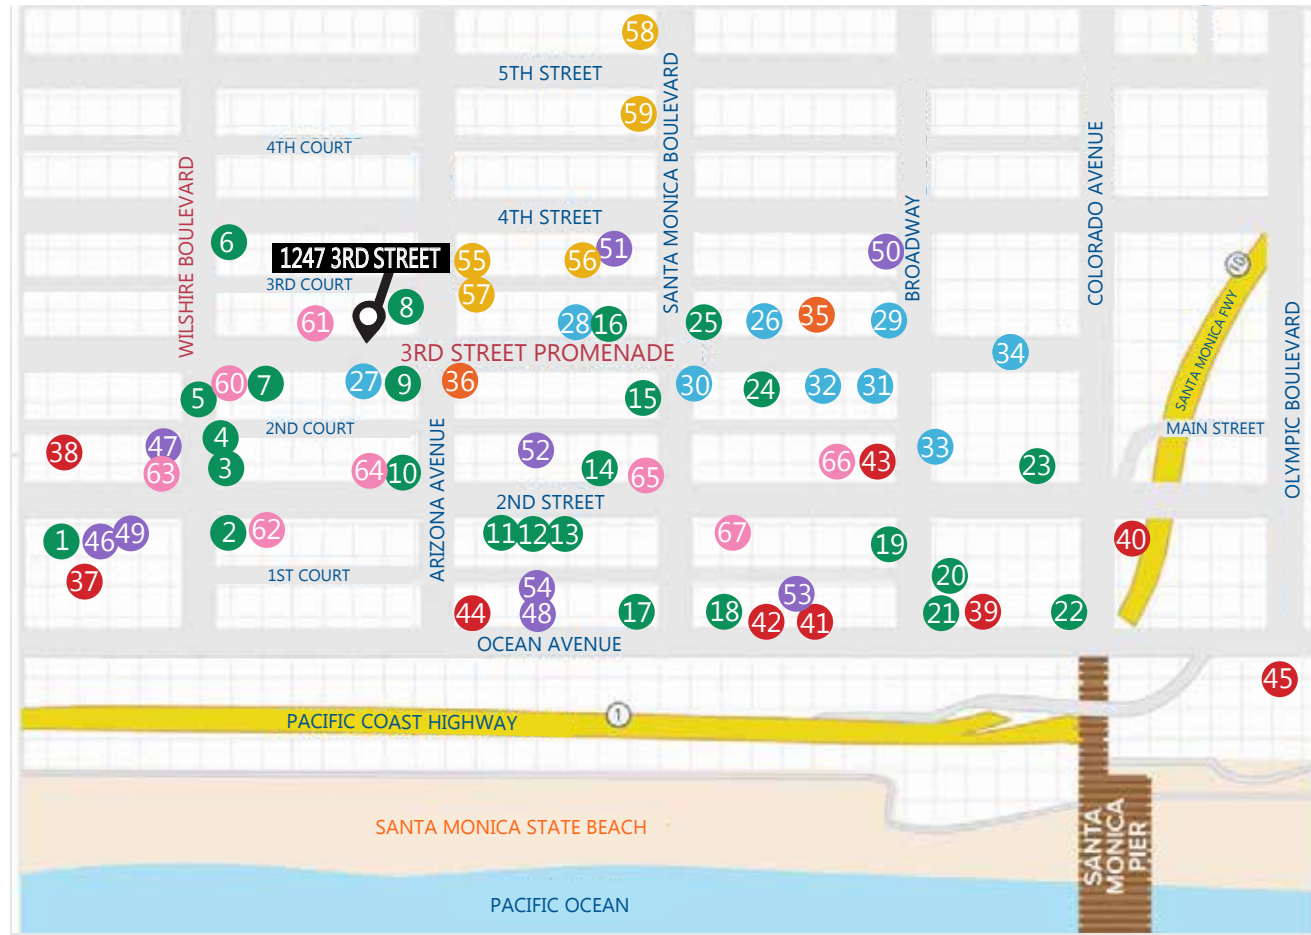 58
5TH STREET
SANTA MONICA BOULEVARD
59
COLORADO AVENUE
4TH COURT
WILSHIRE BOULEVARD
BROADWAY
4TH STREET
6
1247 3RD STREET
55
56
51
50
10
3RD COURT
57
SANTA MONICA FWY
OLYMPIC BOULEVARD
61
8
28
16
25
26
35
29
3RD STREET PROMENADE
34
5
60
7
27
9
36
15
30
24
32
31
2ND COURT
MAIN STREET
ARIZONA AVENUE
38
47
63
4
3
64
10
52
14
65
66
43
33
23
2ND STREET
1
46
49
2
62
11
12
13
67
19
40
37
1ST COURT
54
53
20
44
48
17
18
42
41
21
39
22
OCEAN AVENUE
45
PACIFIC COAST HIGHWAY
1
SANTA MONICA STATE BEACH
SANTA
MONICA
PIER
PACIFIC OCEAN